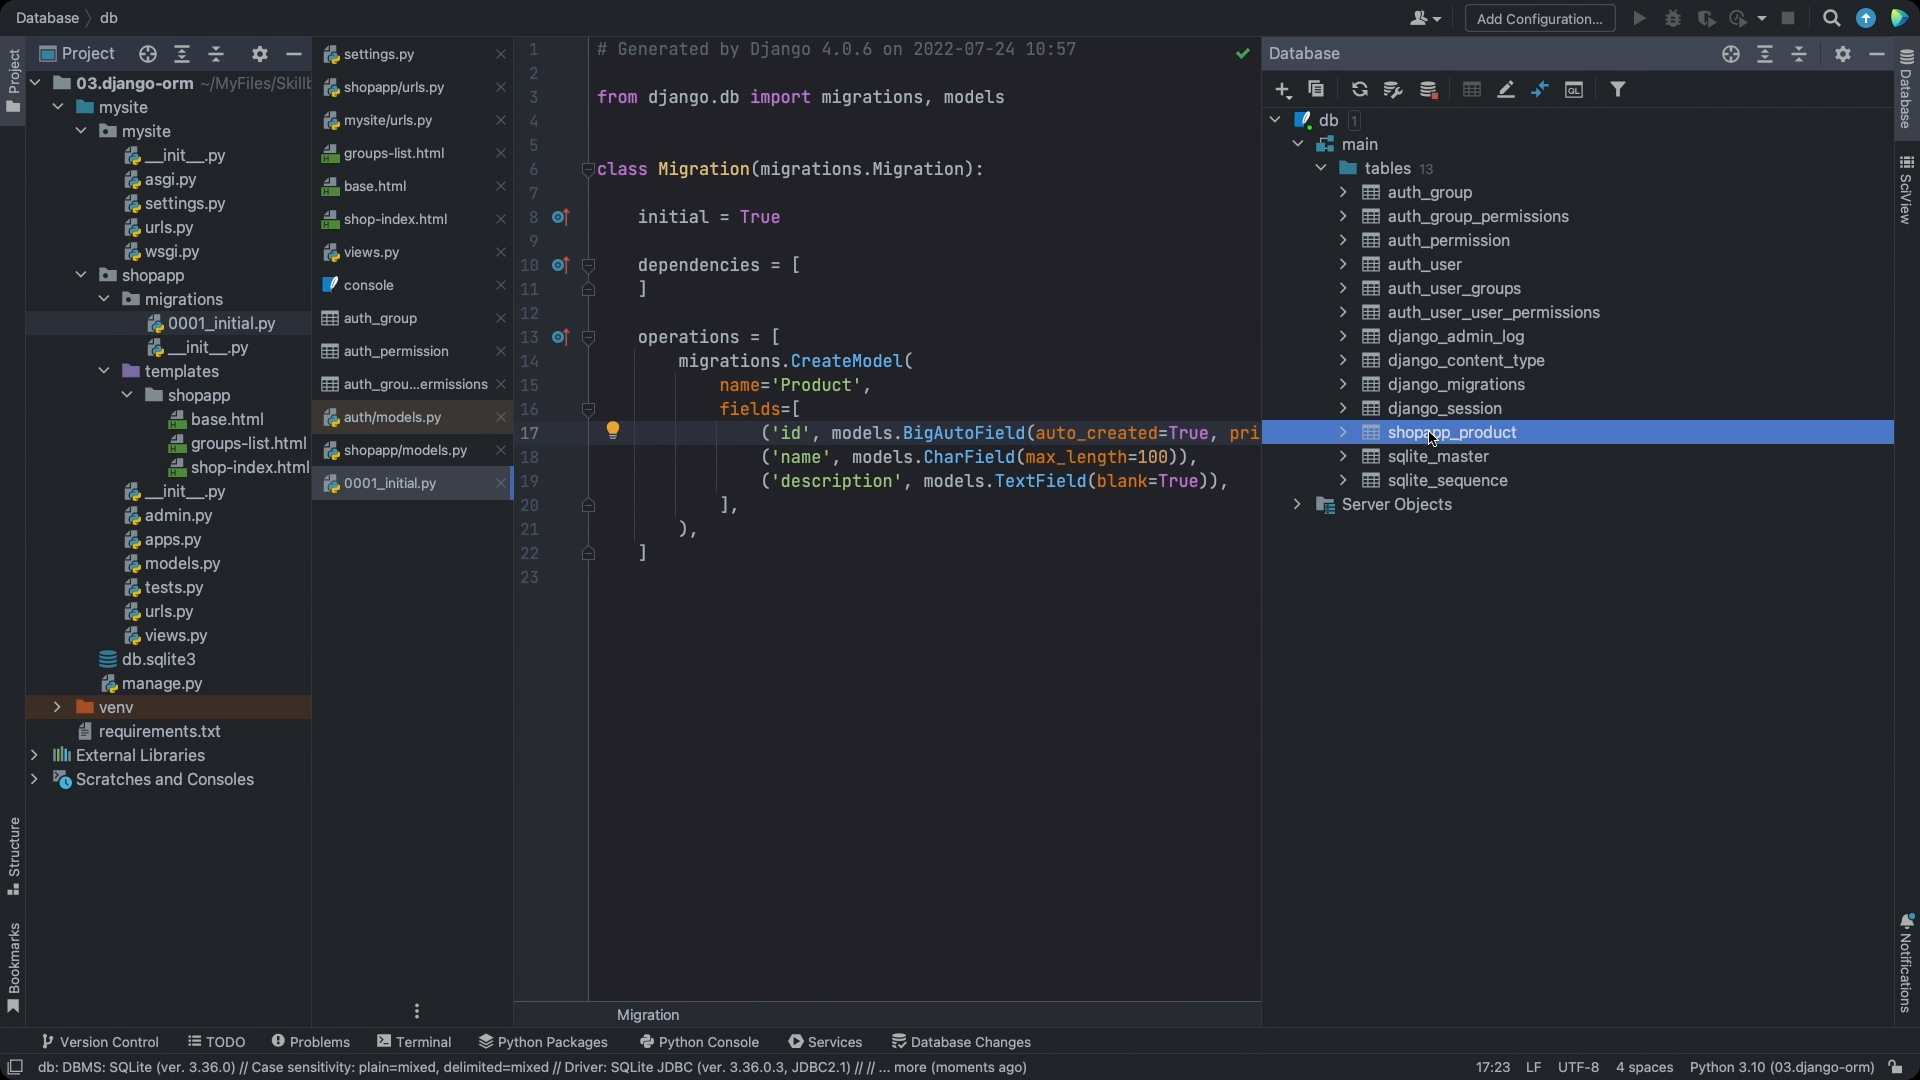 Database
db
Add Configuration...
Project
03.django-orm ~/MyFiles/Skill
mysite
mysite
__init__.py
asgi.py
settings.py
urls.py
wsgi.py
shopapp
migrations
0001_initial.py
__init__.py
templates
shopapp
base.html
groups-list.html
shop-index.html
__init__.py
admin.py
apps.py
models.py
tests.py
urls.py
views.py
db.sqlite3
manage.py
venv
requirements.txt
External Libraries
Scratches and Consoles
Project
Structure
Bookmarks
settings.py
shopapp/urls.py
mysite/urls.py
groups-list.html
base.html
shop-index.html
views.py
console
auth_group
auth_permission
auth_grou...ermissions
auth/models.py
shopapp/models.py
0001_initial.py
1 # Generated by Django 4.0.6 on 2022-07-24 10:57
2
3 from django.db import migrations, models
4
5
6 class Migration(migrations.Migration):
7
8 initial = True
9
10 dependencies = [
11 ]
12
13 operations = [
14 migrations.CreateModel(
15 name='Product',
16 fields=[
17 ('id', models.BigAutoField(auto_created=True, pri
18 ('name', models.CharField(max_length=100)),
19 ('description', models.TextField(blank=True)),
20 ],
21 ),
22 ]
23
Migration
Database
QL
db 1
main
tables 13
auth_group
auth_group_permissions
auth_permission
auth_user
auth_user_groups
auth_user_user_permissions
django_admin_log
django_content_type
django_migrations
django_session
shopapp_product
sqlite_master
sqlite_sequence
Server Objects
Database
SciView
Notifications
Version Control
TODO
Problems
Terminal
Python Packages
Python Console
Services
Database Changes
db: DBMS: SQLite (ver. 3.36.0) // Case sensitivity: plain=mixed, delimited=mixed // Driver: SQLite JDBC (ver. 3.36.0.3, JDBC2.1) // // ... more (moments ago)
17:23 LF UTF-8 4 spaces Python 3.10 (03.django-orm)